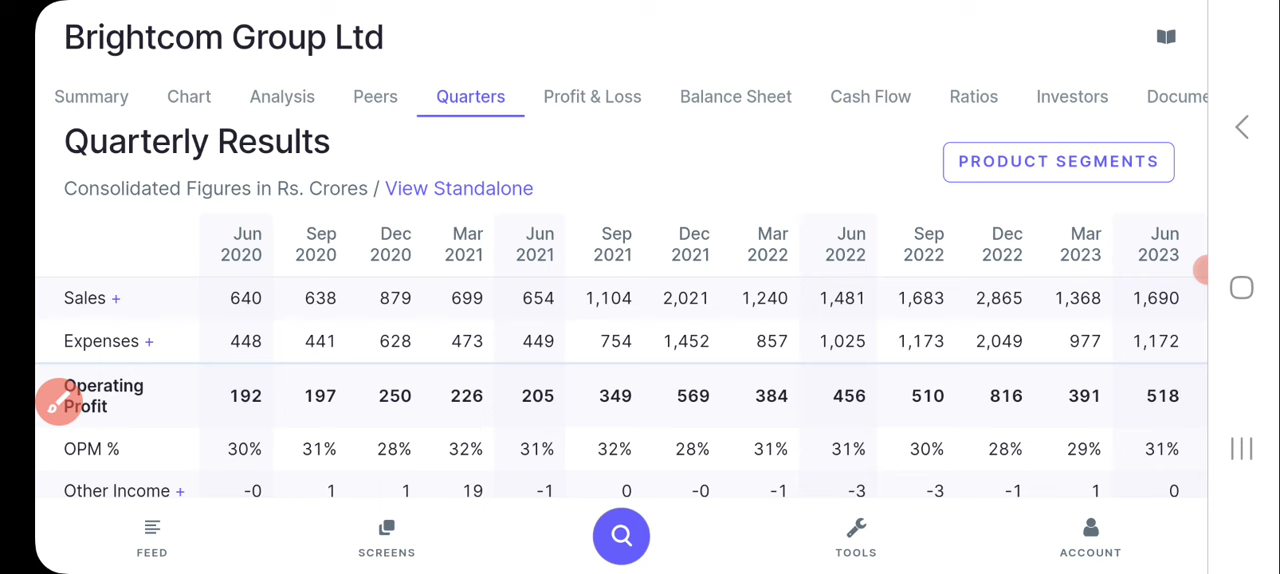 Brightcom Group Ltd
Summary Chart Analysis Peers Quarters Profit & Loss Balance Sheet Cash Flow Ratios Investors Docume
Quarterly Results
PRODUCT SEGMENTS
Consolidated Figures in Rs. Crores / View Standalone
Jun Sep Dec Mar Jun Sep Dec Mar Jun Sep Dec Mar Jun
2020 2020 2020 2021 2021 2021 2021 2022 2022 2022 2022 2023 2023
Sales + 640 638 879 699 654 1,104 2,021 1,240 1,481 1,683 2,865 1,368 1,690
Expenses + 448 441 628 473 449 754 1,452 857 1,025 1,173 2,049 977 1,172
Operating
Profit 192 197 250 226 205 349 569 384 456 510 816 391 518
OPM % 30% 31% 28% 32% 31% 32% 28% 31% 31% 30% 28% 29% 31%
Other Income + -0 1 1 19 -1 0 -0 -1 -3 -3 -1 1 0
FEED SCREENS TOOLS ACCOUNT